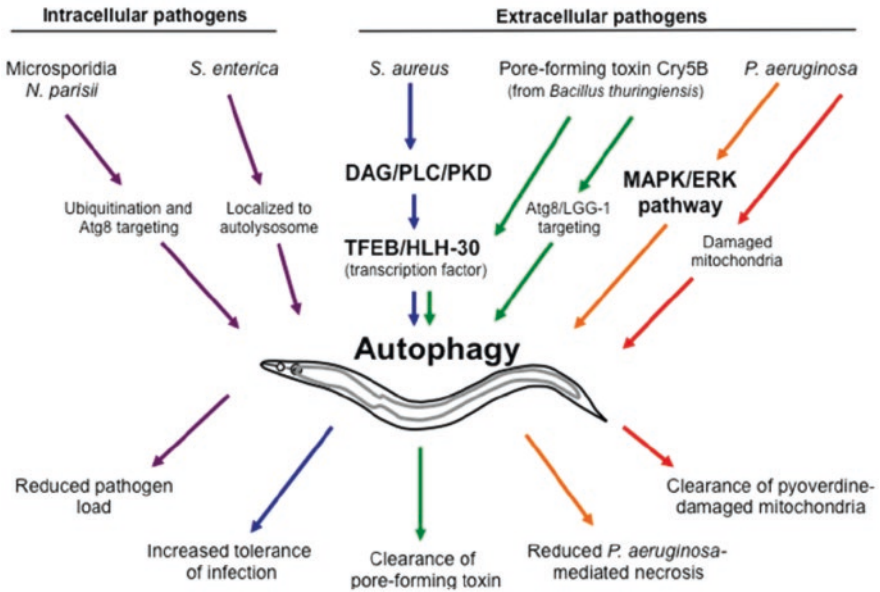 Intracellular pathogens
Extracellular pathogens
Microsporidia
N. parisii
S. enterica
S. aureus
Pore-forming toxin Cry5B
(from Bacillus thuringiensis)
P. aeruginosa
DAG/PLC/PKD
MAPK/ERK
pathway
Ubiquitination and
Atg8 targeting
Localized to
autolysosome
Atg8/LGG-1
targeting
TFEB/HLH-30
(transcription factor)
Damaged
mitochondria
Autophagy
Reduced pathogen
load
Clearance of pyoverdine-
damaged mitochondria
Increased tolerance
of infection
Clearance of
pore-forming toxin
Reduced P. aeruginosa-
mediated necrosis